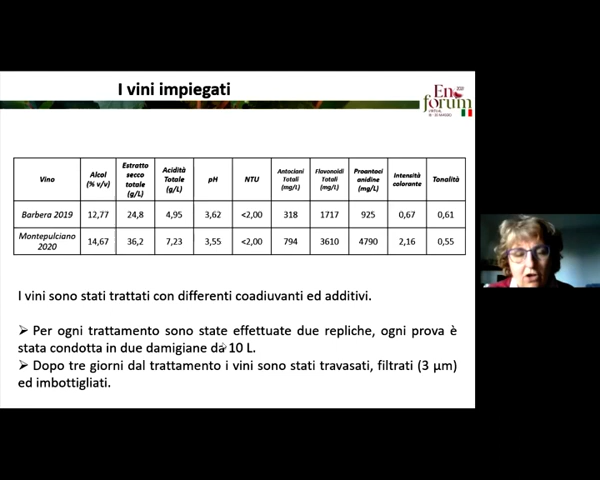 I vini impiegati
2021
En
forum
Vino Alcol (% v/v) Estratto secco totale (g/L) Acidità Totale (g/L) pH NTU Antociani Totali (mg/L) Flavonoidi Totali (mg/L) Proantoci anidine (mg/L) Intensità colorante Tonalità
Barbera 2019 12,77 24,8 4,95 3,62 <2,00 318 1717 925 0,67 0,61
Montepulciano 2020 14,67 36,2 7,23 3,55 <2,00 794 3610 4790 2,16 0,55
I vini sono stati trattati con differenti coadiuvanti ed additivi.
➢ Per ogni trattamento sono state effettuate due repliche, ogni prova è
stata condotta in due damigiane da 10 L.
➢ Dopo tre giorni dal trattamento i vini sono stati travasati, filtrati (3 µm)
ed imbottigliati.